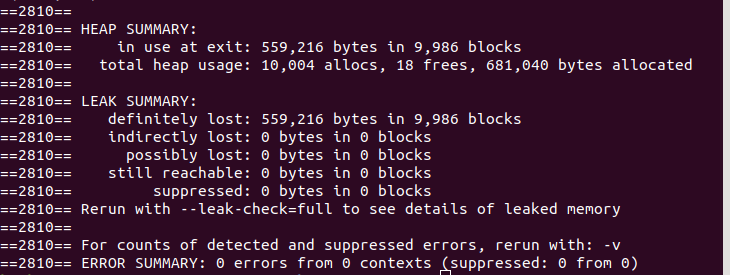 ==2810==
==2810== HEAP SUMMARY:
==2810==     in use at exit: 559,216 bytes in 9,986 blocks
==2810==   total heap usage: 10,004 allocs, 18 frees, 681,040 bytes allocated
==2810==
==2810== LEAK SUMMARY:
==2810==    definitely lost: 559,216 bytes in 9,986 blocks
==2810==    indirectly lost: 0 bytes in 0 blocks
==2810==      possibly lost: 0 bytes in 0 blocks
==2810==    still reachable: 0 bytes in 0 blocks
==2810==         suppressed: 0 bytes in 0 blocks
==2810== Rerun with --leak-check=full to see details of leaked memory
==2810==
==2810== For counts of detected and suppressed errors, rerun with: -v
==2810== ERROR SUMMARY: 0 errors from 0 contexts (suppressed: 0 from 0)